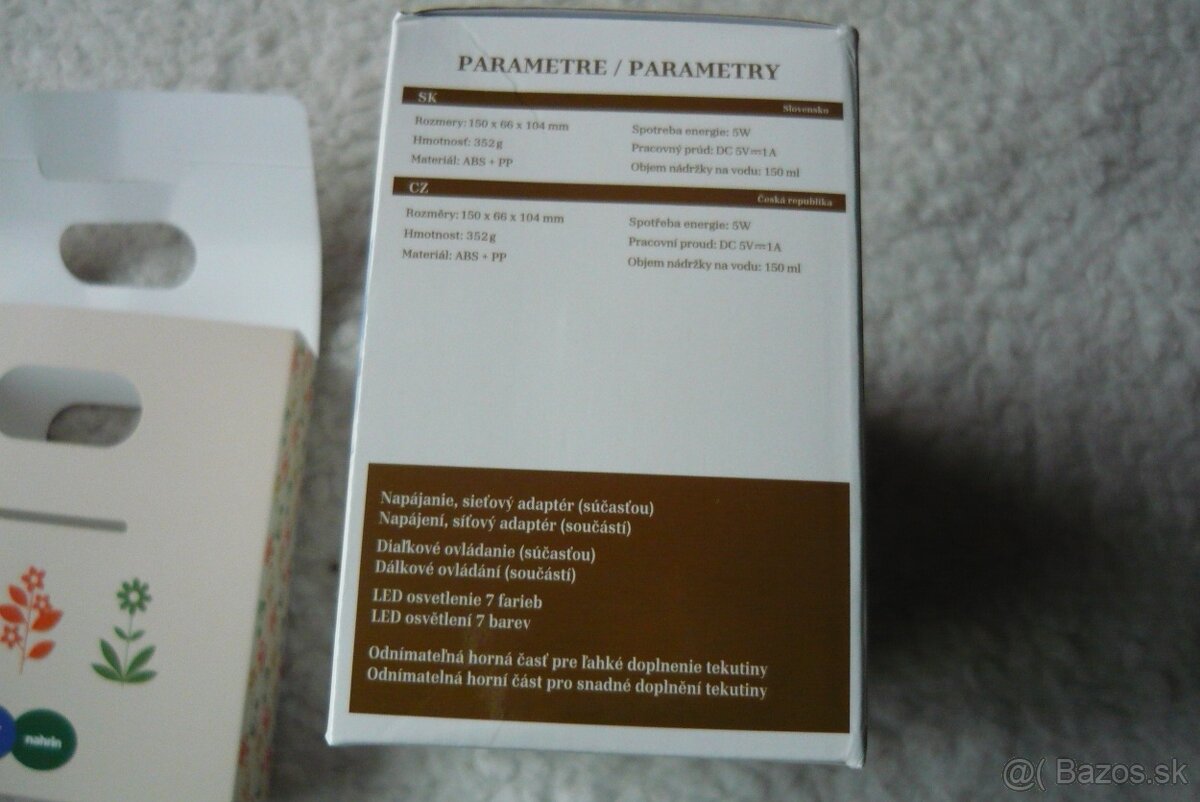 PARAMETRE / PARAMETRY
SK Slovensko
Rozmery: 150 x 66 x 104 mm
Hmotnosť: 352g
Materiál: ABS + PP
Spotreba energie: 5W
Pracovný prúd: DC 5V⎓1A
Objem nádržky na vodu: 150 ml
CZ Česká republika
Rozměry: 150 x 66 x 104 mm
Hmotnost: 352g
Materiál: ABS + PP
Spotřeba energie: 5W
Pracovní proud: DC 5V⎓1A
Objem nádržky na vodu: 150 ml
Napájanie, sieťový adaptér (súčasťou)
Napájení, síťový adaptér (součástí)
Diaľkové ovládanie (súčasťou)
Dálkové ovládání (součástí)
LED osvetlenie 7 farieb
LED osvětlení 7 barev
Odnímateľná horná časť pre ľahké doplnenie tekutiny
Odnímatelná horní část pro snadné doplnění tekutiny
nahrin
@( Bazos.sk